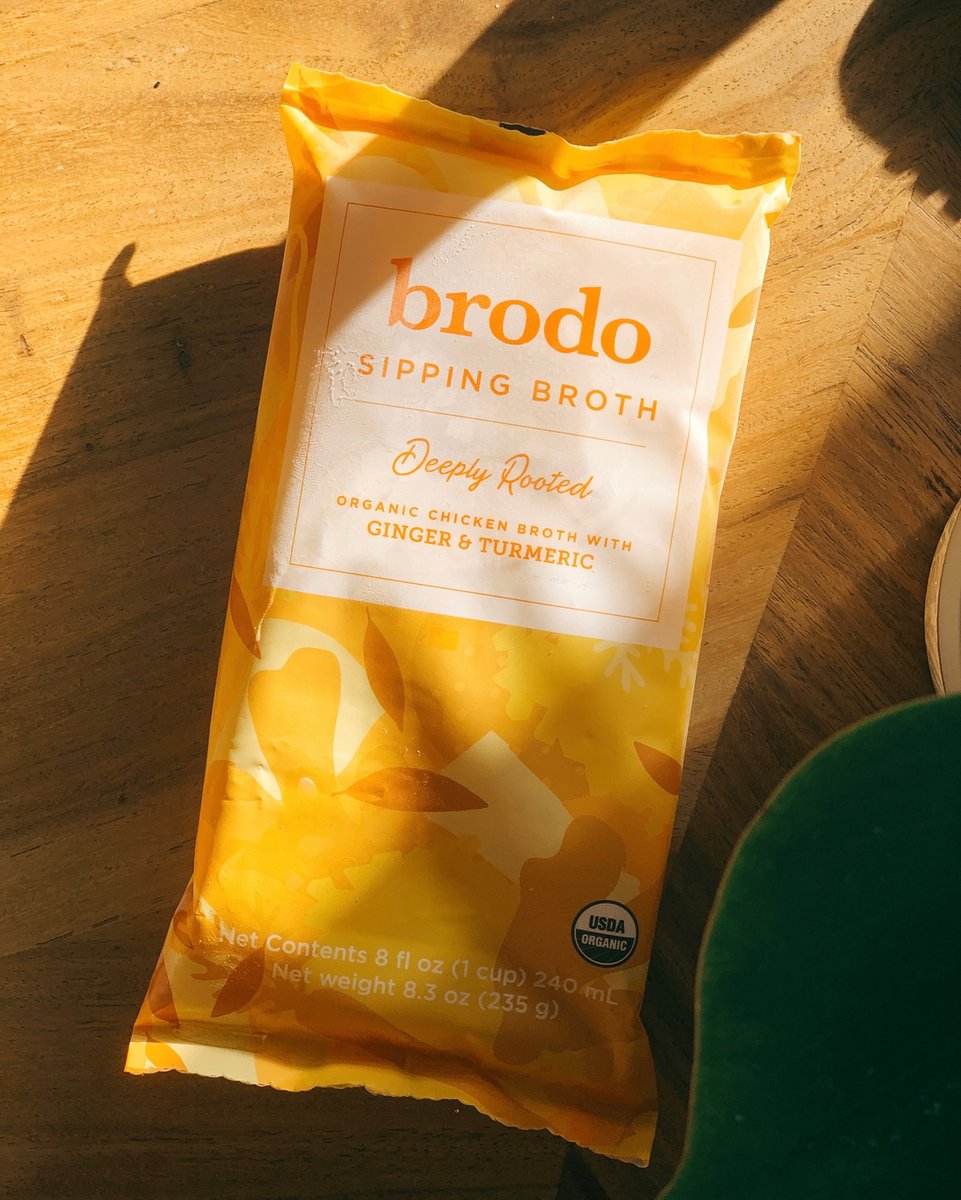 brodo
SIPPING BROTH
Deeply Rooted
ORGANIC CHICKEN BROTH WITH
GINGER & TURMERIC
USDA
ORGANIC
Net Contents 8 fl oz (1 cup) 240 mL
Net weight 8.3 oz (235 g)